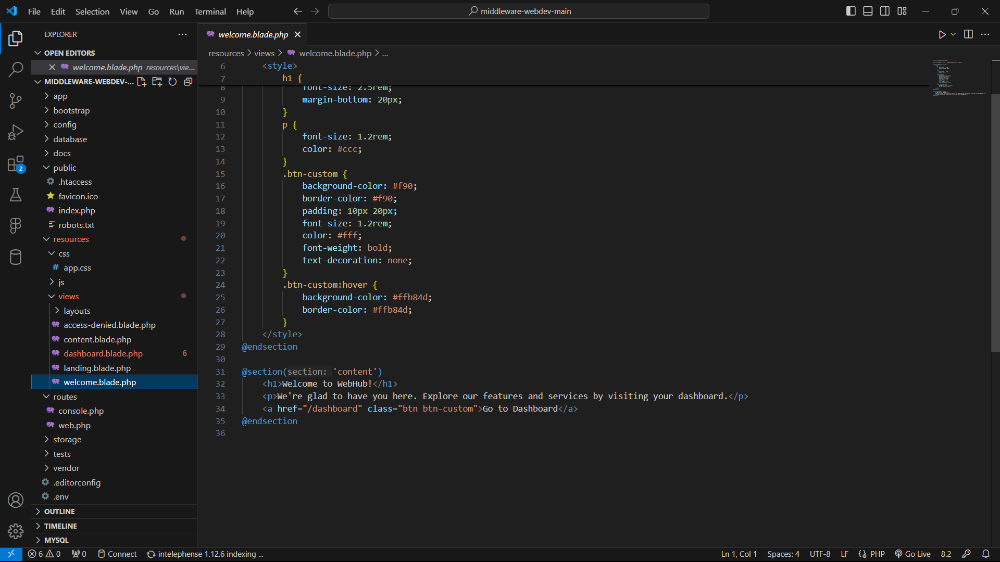 File Edit Selection View Go Run Terminal Help
middleware-webdev-main
EXPLORER
OPEN EDITORS
welcome.blade.php resources\vie...
MIDDLEWARE-WEBDEV-...
app
bootstrap
config
database
docs
public
.htaccess
favicon.ico
index.php
robots.txt
resources
css
# app.css
js
views
layouts
access-denied.blade.php
content.blade.php
dashboard.blade.php 6
landing.blade.php
welcome.blade.php
routes
console.php
web.php
storage
tests
vendor
.editorconfig
.env
OUTLINE
TIMELINE
MYSQL
2
welcome.blade.php
resources > views > welcome.blade.php > ...
6 <style>
7 h1 {
8 font-size: 2.5rem;
9 margin-bottom: 20px;
10 }
11 p {
12 font-size: 1.2rem;
13 color: #ccc;
14 }
15 .btn-custom {
16 background-color: #f90;
17 border-color: #f90;
18 padding: 10px 20px;
19 font-size: 1.2rem;
20 color: #fff;
21 font-weight: bold;
22 text-decoration: none;
23 }
24 .btn-custom:hover {
25 background-color: #ffb84d;
26 border-color: #ffb84d;
27 }
28 </style>
29 @endsection
30
31 @section(section: 'content')
32 <h1>Welcome to WebHub!</h1>
33 <p>We're glad to have you here. Explore our features and services by visiting your dashboard.</p>
34 <a href="/dashboard" class="btn btn-custom">Go to Dashboard</a>
35 @endsection
36
6 0 0 Connect intelephense 1.12.6 indexing ... Ln 1, Col 1 Spaces: 4 UTF-8 LF PHP Go Live 8.2